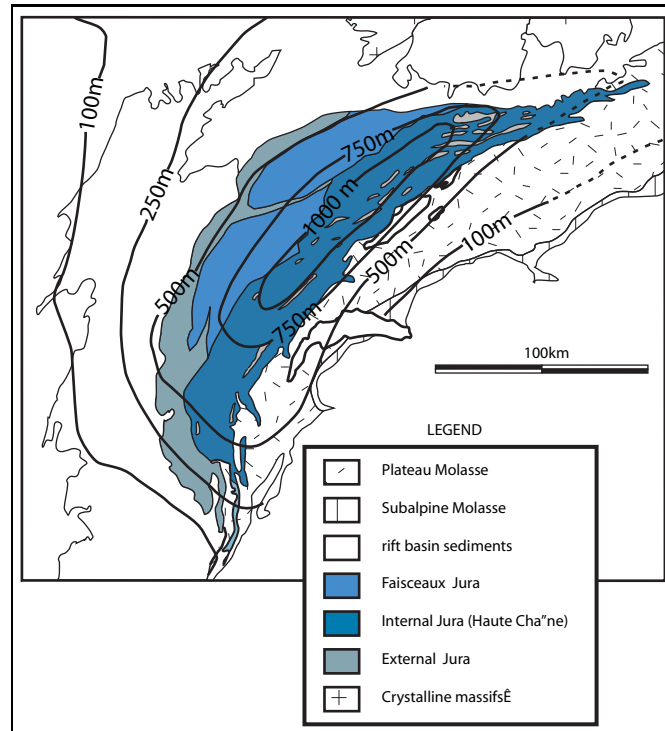 100m
250m
750m
1000 m
500m
500m
100m
750m
100km
LEGEND
Plateau Molasse
Subalpine Molasse
rift basin sediments
Faisceaux Jura
Internal Jura (Haute Cha"ne)
External Jura
Crystalline massifsÊ